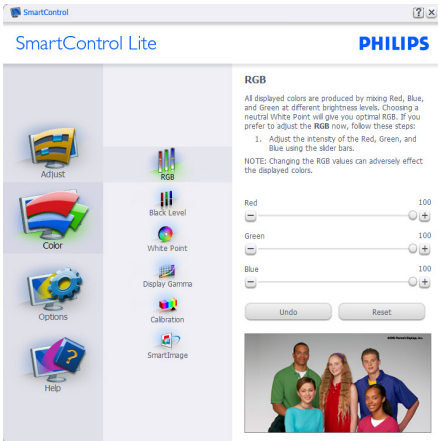 SmartControl
SmartControl Lite
PHILIPS
Adjust
Color
Options
Help
RGB
Black Level
White Point
Display Gamma
Calibration
SmartImage
RGB
All displayed colors are produced by mixing Red, Blue,
and Green at different brightness levels. Choosing a
neutral White Point will give you optimal RGB. If you
prefer to adjust the RGB now, follow these steps:
1. Adjust the intensity of the Red, Green, and
Blue using the slider bars.
NOTE: Changing the RGB values can adversely effect
the displayed colors.
Red 100
Green 100
Blue 100
Undo Reset